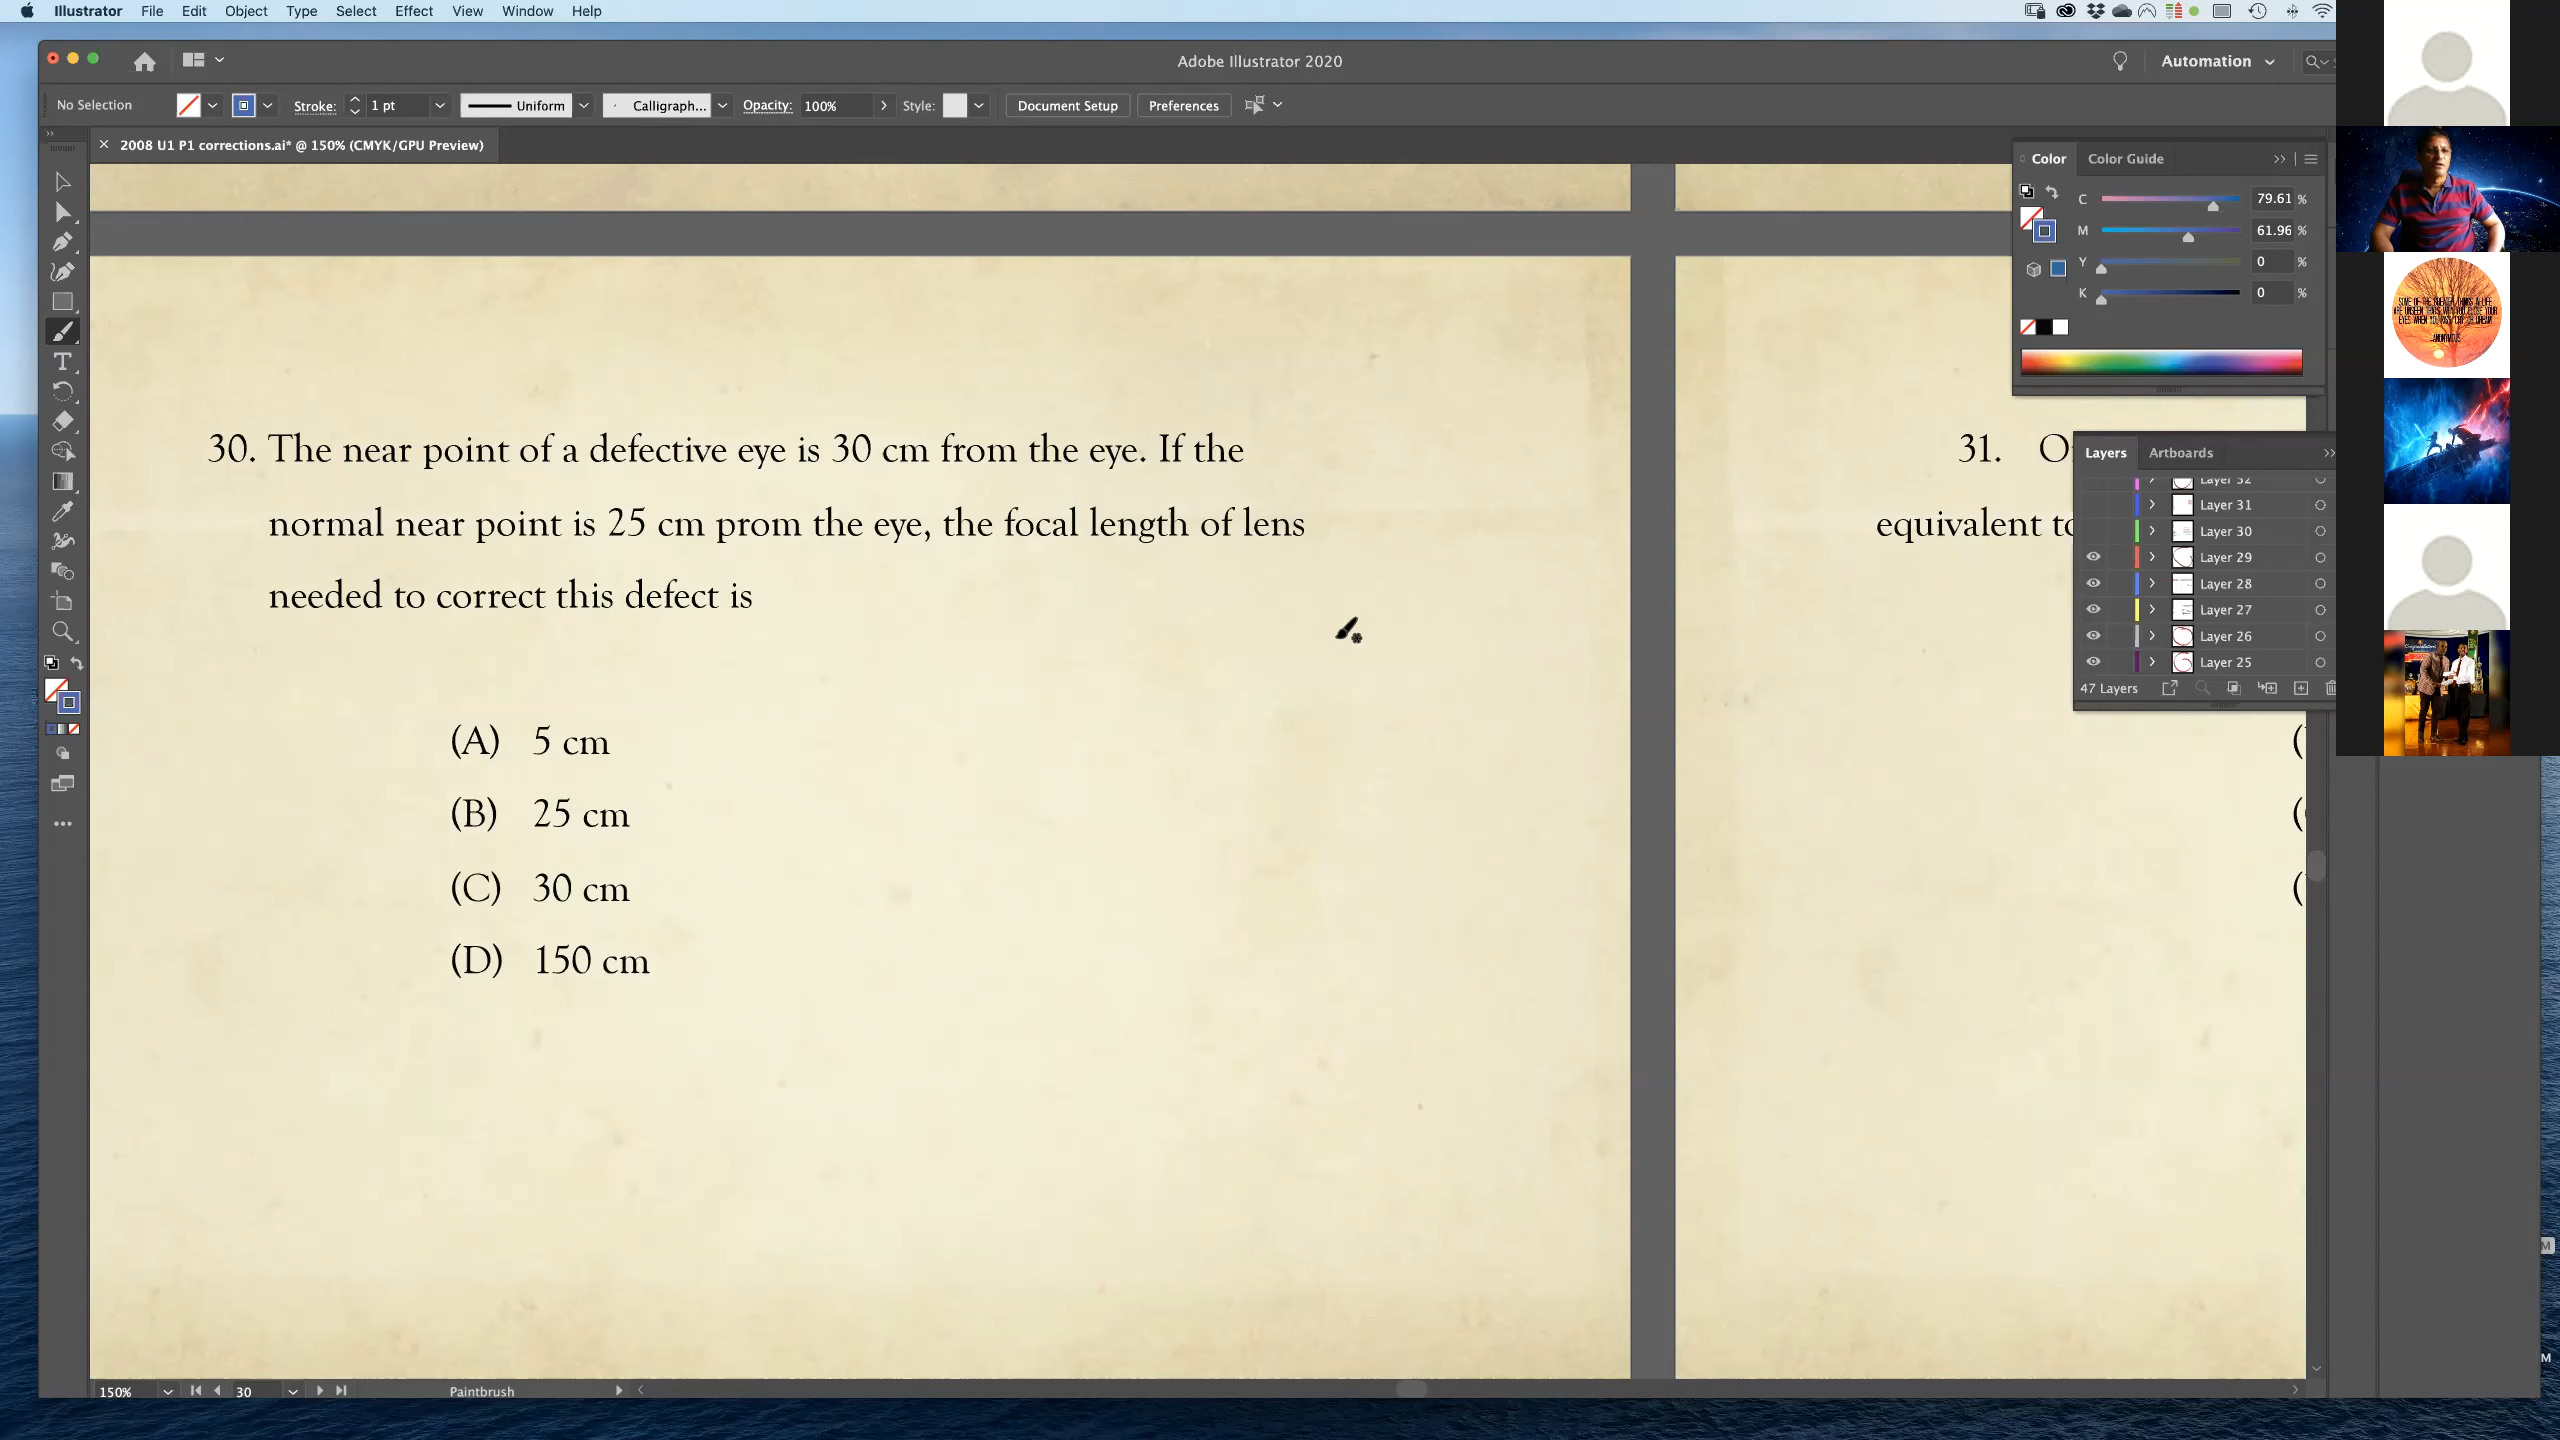 Illustrator File Edit Object Type Select Effect View Window Help
Adobe Illustrator 2020
Automation
No Selection Stroke: 1 pt Uniform Calligraph... Opacity: 100% Style: Document Setup Preferences
2008 U1 P1 corrections.ai* @ 150% (CMYK/GPU Preview)
Color Color Guide
C 79.61 %
M 61.96 %
Y 0 %
K 0 %
30. The near point of a defective eye is 30 cm from the eye. If the
normal near point is 25 cm prom the eye, the focal length of lens
needed to correct this defect is
(A) 5 cm
(B) 25 cm
(C) 30 cm
(D) 150 cm
31.
equivalent to
Layers Artboards
Layer 32
Layer 31
Layer 30
Layer 29
Layer 28
Layer 27
Layer 26
Layer 25
47 Layers
150% 30 Paintbrush